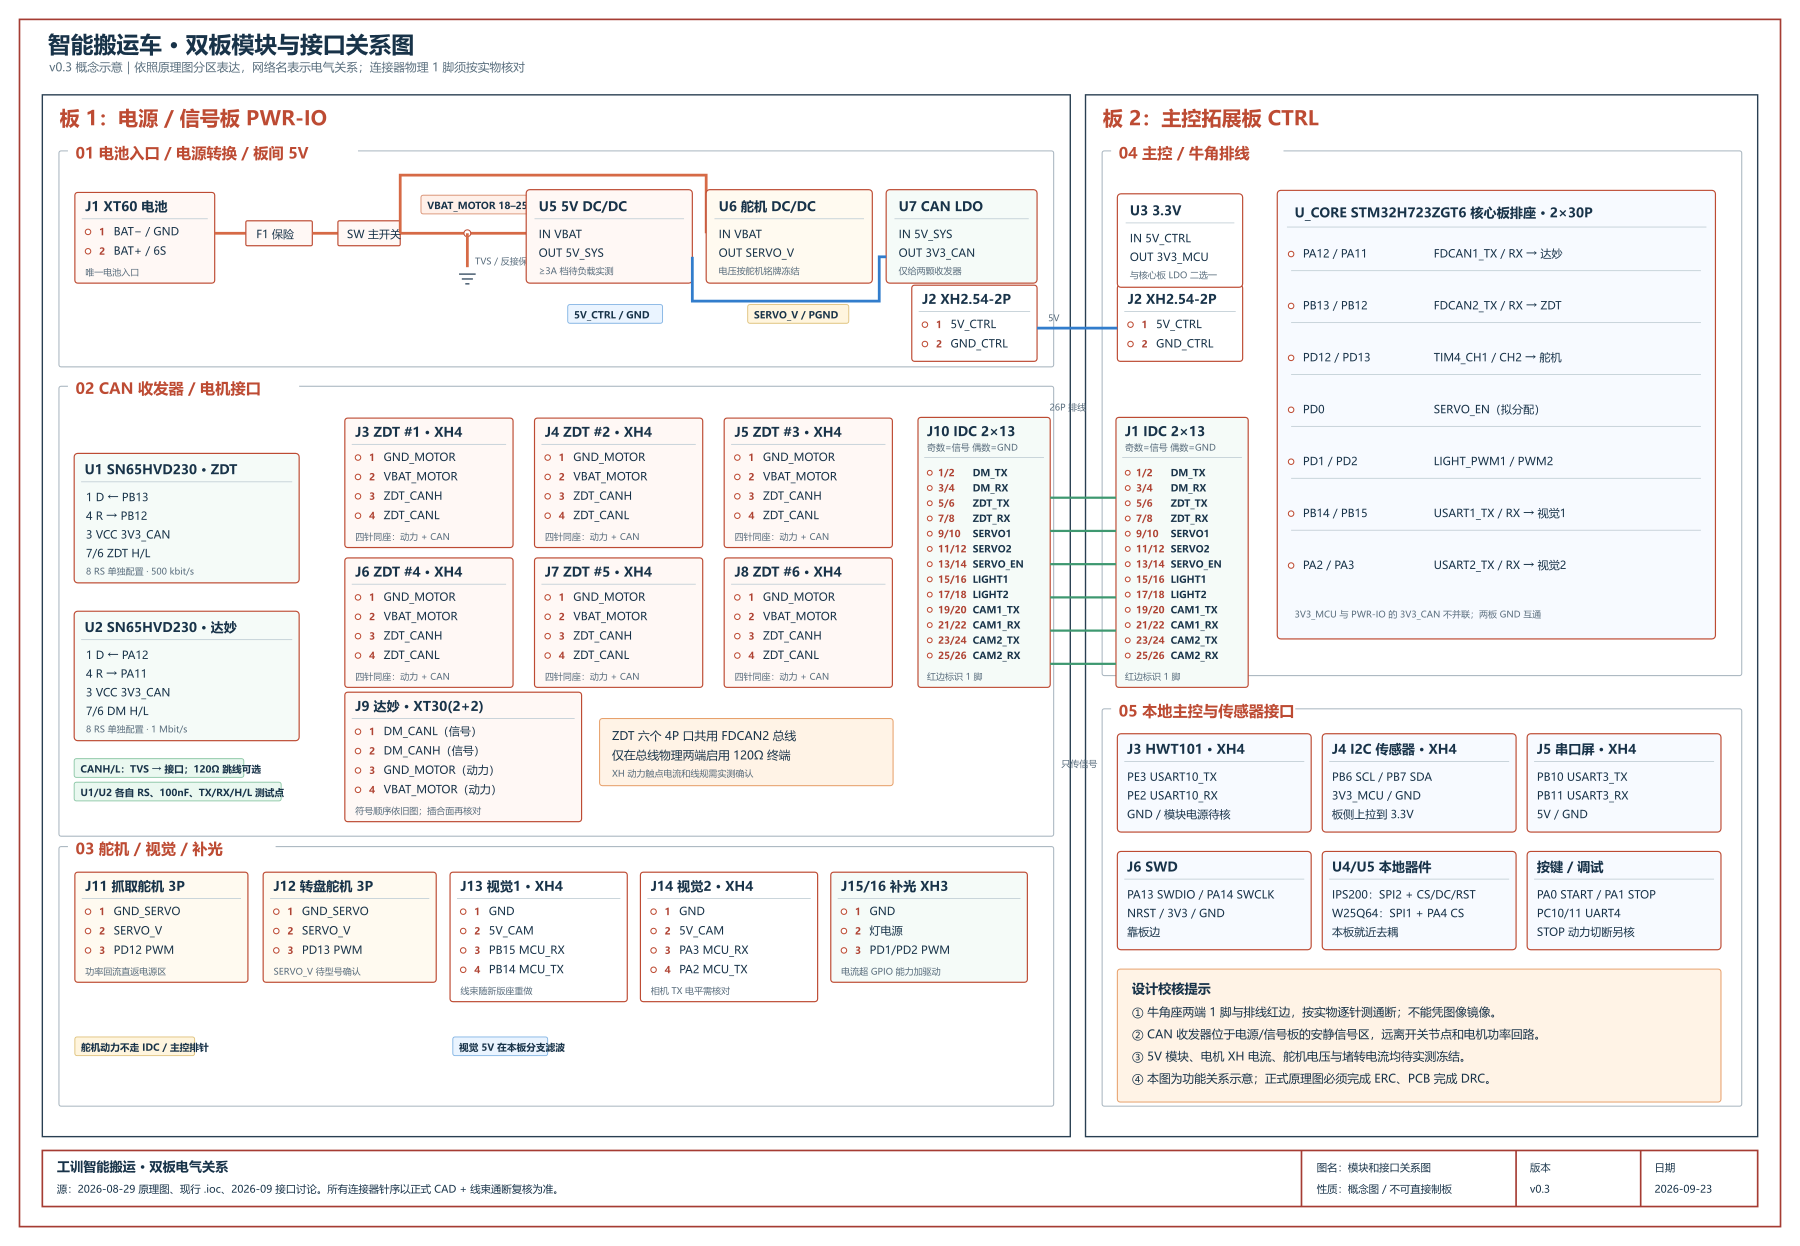 智能搬运车 • 双板模块与接口关系图
v0.3 概念示意 | 依照原理图分区表达，网络名表示电气关系；连接器物理 1 脚须按实物核对
板 1：电源 / 信号板 PWR-IO
01 电池入口 / 电源转换 / 板间 5V
J1 XT60 电池
1 BAT− / GND
2 BAT+ / 6S
唯一电池入口
F1 保险
SW 主开关
VBAT_MOTOR 18–25
TVS / 反接保
U5 5V DC/DC
IN VBAT
OUT 5V_SYS
≥3A 档待负载实测
U6 舵机 DC/DC
IN VBAT
OUT SERVO_V
电压按舵机铭牌冻结
U7 CAN LDO
IN 5V_SYS
OUT 3V3_CAN
仅给两颗收发器
5V_CTRL / GND
SERVO_V / PGND
J2 XH2.54-2P
1 5V_CTRL
2 GND_CTRL
5V
02 CAN 收发器 / 电机接口
26P 排线
U1 SN65HVD230 • ZDT
1 D ← PB13
4 R → PB12
3 VCC 3V3_CAN
7/6 ZDT H/L
8 RS 单独配置 · 500 kbit/s
U2 SN65HVD230 • 达妙
1 D ← PA12
4 R → PA11
3 VCC 3V3_CAN
7/6 DM H/L
8 RS 单独配置 · 1 Mbit/s
CANH/L：TVS → 接口；120Ω 跳线可选
U1/U2 各自 RS、100nF、TX/RX/H/L 测试点
J3 ZDT #1 • XH4
1 GND_MOTOR
2 VBAT_MOTOR
3 ZDT_CANH
4 ZDT_CANL
四针同座：动力 + CAN
J4 ZDT #2 • XH4
1 GND_MOTOR
2 VBAT_MOTOR
3 ZDT_CANH
4 ZDT_CANL
四针同座：动力 + CAN
J5 ZDT #3 • XH4
1 GND_MOTOR
2 VBAT_MOTOR
3 ZDT_CANH
4 ZDT_CANL
四针同座：动力 + CAN
J6 ZDT #4 • XH4
1 GND_MOTOR
2 VBAT_MOTOR
3 ZDT_CANH
4 ZDT_CANL
四针同座：动力 + CAN
J7 ZDT #5 • XH4
1 GND_MOTOR
2 VBAT_MOTOR
3 ZDT_CANH
4 ZDT_CANL
四针同座：动力 + CAN
J8 ZDT #6 • XH4
1 GND_MOTOR
2 VBAT_MOTOR
3 ZDT_CANH
4 ZDT_CANL
四针同座：动力 + CAN
J9 达妙 • XT30(2+2)
1 DM_CANL（信号）
2 DM_CANH（信号）
3 GND_MOTOR（动力）
4 VBAT_MOTOR（动力）
符号顺序依旧图；插合面再核对
ZDT 六个 4P 口共用 FDCAN2 总线
仅在总线物理两端启用 120Ω 终端
XH 动力触点电流和线规需实测确认
J10 IDC 2×13
奇数=信号 偶数=GND
1/2 DM_TX
3/4 DM_RX
5/6 ZDT_TX
7/8 ZDT_RX
9/10 SERVO1
11/12 SERVO2
13/14 SERVO_EN
15/16 LIGHT1
17/18 LIGHT2
19/20 CAM1_TX
21/22 CAM1_RX
23/24 CAM2_TX
25/26 CAM2_RX
红边标识 1 脚
只传信号
03 舵机 / 视觉 / 补光
J11 抓取舵机 3P
1 GND_SERVO
2 SERVO_V
3 PD12 PWM
功率回流直返电源区
J12 转盘舵机 3P
1 GND_SERVO
2 SERVO_V
3 PD13 PWM
SERVO_V 待型号确认
J13 视觉1 • XH4
1 GND
2 5V_CAM
3 PB15 MCU_RX
4 PB14 MCU_TX
线束随新版座重做
J14 视觉2 • XH4
1 GND
2 5V_CAM
3 PA3 MCU_RX
4 PA2 MCU_TX
相机 TX 电平需核对
J15/16 补光 XH3
1 GND
2 灯电源
3 PD1/PD2 PWM
电流超 GPIO 能力加驱动
舵机动力不走 IDC / 主控排针
视觉 5V 在本板分支滤波
板 2：主控拓展板 CTRL
04 主控 / 牛角排线
U3 3.3V
IN 5V_CTRL
OUT 3V3_MCU
与核心板 LDO 二选一
J2 XH2.54-2P
1 5V_CTRL
2 GND_CTRL
J1 IDC 2×13
奇数=信号 偶数=GND
1/2 DM_TX
3/4 DM_RX
5/6 ZDT_TX
7/8 ZDT_RX
9/10 SERVO1
11/12 SERVO2
13/14 SERVO_EN
15/16 LIGHT1
17/18 LIGHT2
19/20 CAM1_TX
21/22 CAM1_RX
23/24 CAM2_TX
25/26 CAM2_RX
红边标识 1 脚
U_CORE STM32H723ZGT6 核心板排座 • 2×30P
PA12 / PA11 FDCAN1_TX / RX → 达妙
PB13 / PB12 FDCAN2_TX / RX → ZDT
PD12 / PD13 TIM4_CH1 / CH2 → 舵机
PD0 SERVO_EN（拟分配）
PD1 / PD2 LIGHT_PWM1 / PWM2
PB14 / PB15 USART1_TX / RX → 视觉1
PA2 / PA3 USART2_TX / RX → 视觉2
3V3_MCU 与 PWR-IO 的 3V3_CAN 不并联；两板 GND 互通
05 本地主控与传感器接口
J3 HWT101 • XH4
PE3 USART10_TX
PE2 USART10_RX
GND / 模块电源待核
J4 I2C 传感器 • XH4
PB6 SCL / PB7 SDA
3V3_MCU / GND
板侧上拉到 3.3V
J5 串口屏 • XH4
PB10 USART3_TX
PB11 USART3_RX
5V / GND
J6 SWD
PA13 SWDIO / PA14 SWCLK
NRST / 3V3 / GND
靠板边
U4/U5 本地器件
IPS200：SPI2 + CS/DC/RST
W25Q64：SPI1 + PA4 CS
本板就近去耦
按键 / 调试
PA0 START / PA1 STOP
PC10/11 UART4
STOP 动力切断另核
设计校核提示
① 牛角座两端 1 脚与排线红边，按实物逐针测通断；不能凭图像镜像。
② CAN 收发器位于电源/信号板的安静信号区，远离开关节点和电机功率回路。
③ 5V 模块、电机 XH 电流、舵机电压与堵转电流均待实测冻结。
④ 本图为功能关系示意；正式原理图必须完成 ERC、PCB 完成 DRC。
工训智能搬运 • 双板电气关系
源：2026-08-29 原理图、现行 .ioc、2026-09 接口讨论。所有连接器针序以正式 CAD + 线束通断复核为准。
图名：模块和接口关系图
性质：概念图 / 不可直接制板
版本
v0.3
日期
2026-09-23